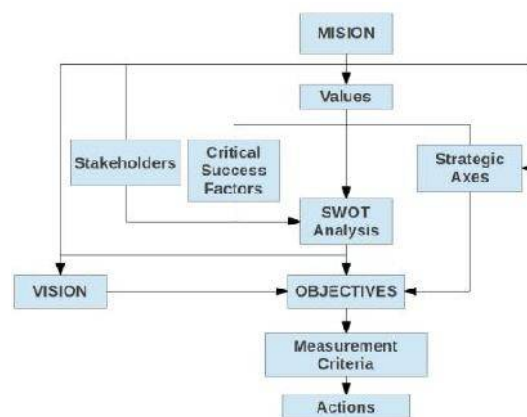 MISION
Values
Stakeholders
Critical
Success
Factors
Strategic
Axes
SWOT
Analysis
VISION
OBJECTIVES
Measurement
Criteria
Actions